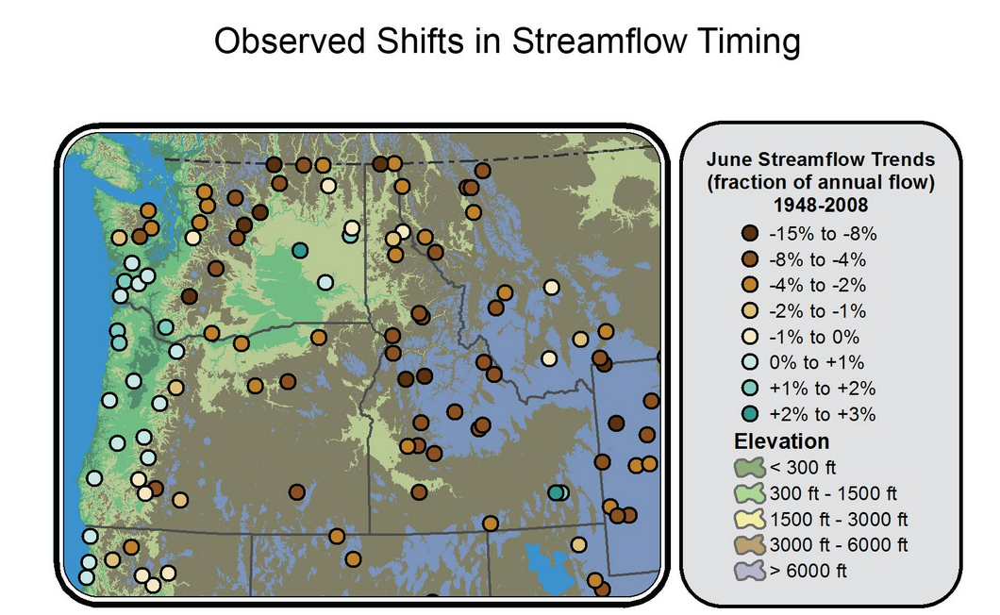 Observed Shifts in Streamflow Timing
June Streamflow Trends
(fraction of annual flow)
1948-2008
-15% to -8%
-8% to -4%
-4% to -2%
-2% to -1%
-1% to 0%
0% to +1%
+1% to +2%
+2% to +3%
Elevation
< 300 ft
300 ft - 1500 ft
1500 ft - 3000 ft
3000 ft - 6000 ft
> 6000 ft